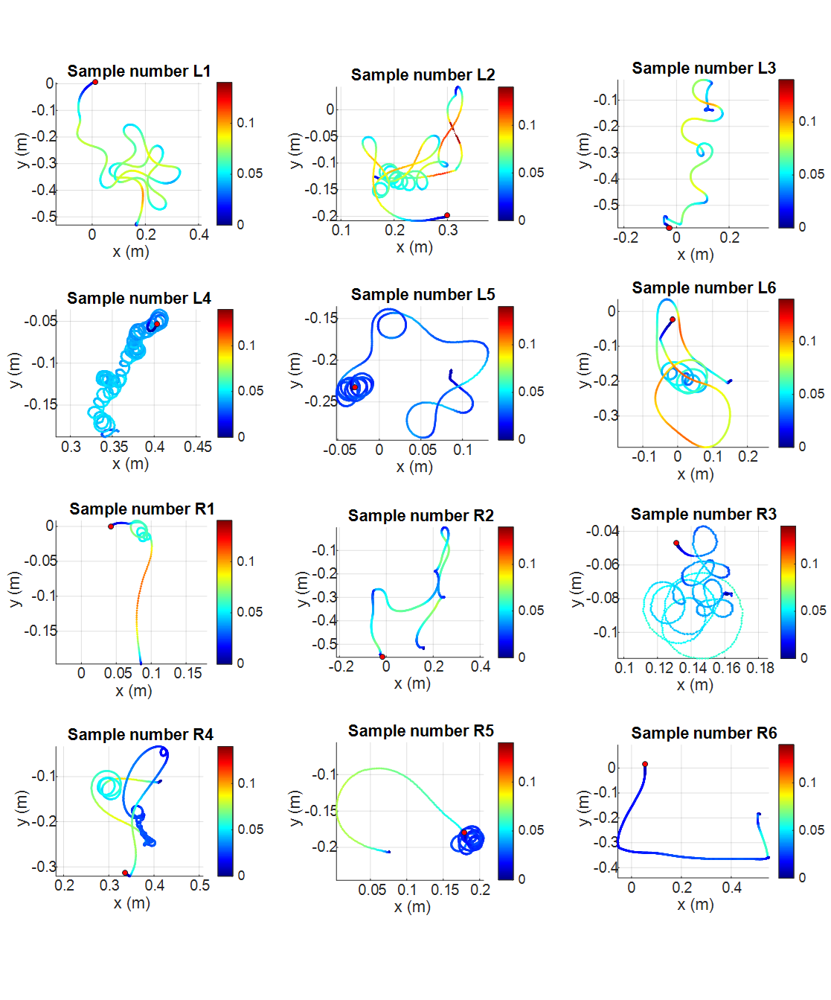 Sample number L1
0
-0.1
-0.2
-0.3
-0.4
-0.5
y (m)
0 0.2 0.4
x (m)
0.1
0.05
0
Sample number L2
0
-0.05
-0.1
-0.15
-0.2
y (m)
0.1 0.2 0.3
x (m)
0.1
0.05
0
Sample number L3
-0.1
-0.2
-0.3
-0.4
-0.5
y (m)
-0.2 0 0.2
x (m)
0.1
0.05
0
Sample number L4
-0.05
-0.1
-0.15
y (m)
0.3 0.35 0.4 0.45
x (m)
0.1
0.05
0
Sample number L5
-0.15
-0.2
-0.25
y (m)
-0.05 0 0.05 0.1
x (m)
0.1
0.05
0
Sample number L6
0
-0.1
-0.2
-0.3
y (m)
-0.1 0 0.1 0.2
x (m)
0.1
0.05
0
Sample number R1
0
-0.05
-0.1
-0.15
y (m)
0 0.05 0.1 0.15
x (m)
0.1
0.05
0
Sample number R2
-0.1
-0.2
-0.3
-0.4
-0.5
y (m)
-0.2 0 0.2 0.4
x (m)
0.1
0.05
0
Sample number R3
-0.04
-0.06
-0.08
-0.1
y (m)
0.1 0.12 0.14 0.16 0.18
x (m)
0.1
0.05
0
Sample number R4
-0.1
-0.2
-0.3
y (m)
0.2 0.3 0.4 0.5
x (m)
0.1
0.05
0
Sample number R5
-0.1
-0.15
-0.2
y (m)
0.05 0.1 0.15 0.2
x (m)
0.1
0.05
0
Sample number R6
0
-0.1
-0.2
-0.3
-0.4
y (m)
0 0.2 0.4
x (m)
0.1
0.05
0